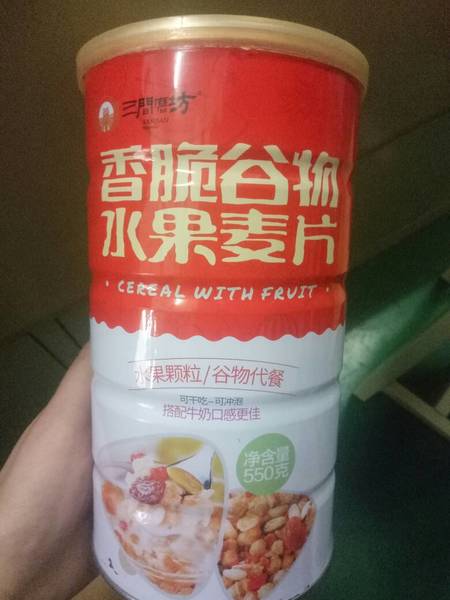 三間磨坊®
香脆谷物
水果麦片
· CEREAL WITH FRUIT ·
水果颗粒/谷物代餐
可干吃-可冲泡
搭配牛奶口感更佳
净含量
550克